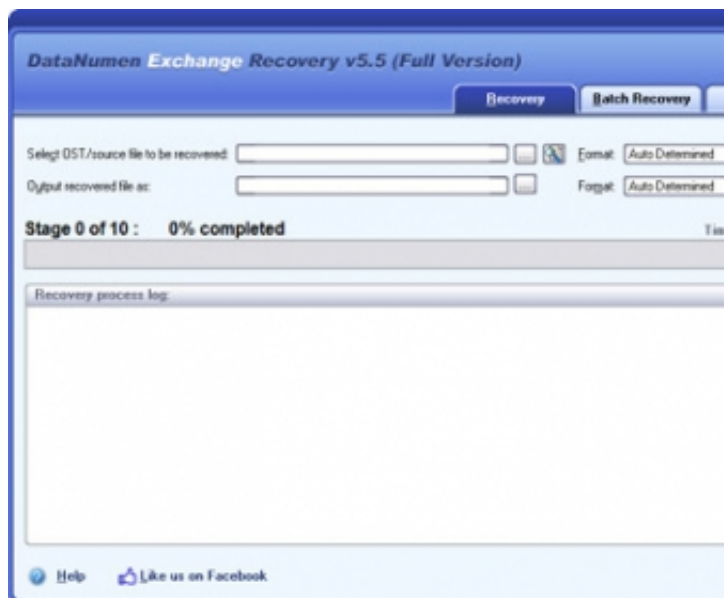 DataNumen Exchange Recovery v5.5 (Full Version)
Recovery Batch Recovery
Select OST/source file to be recovered: ... Format: Auto Determined
Output recovered file as: ... Format: Auto Determined
Stage 0 of 10 : 0% completed
Recovery process log:
Help Like us on Facebook